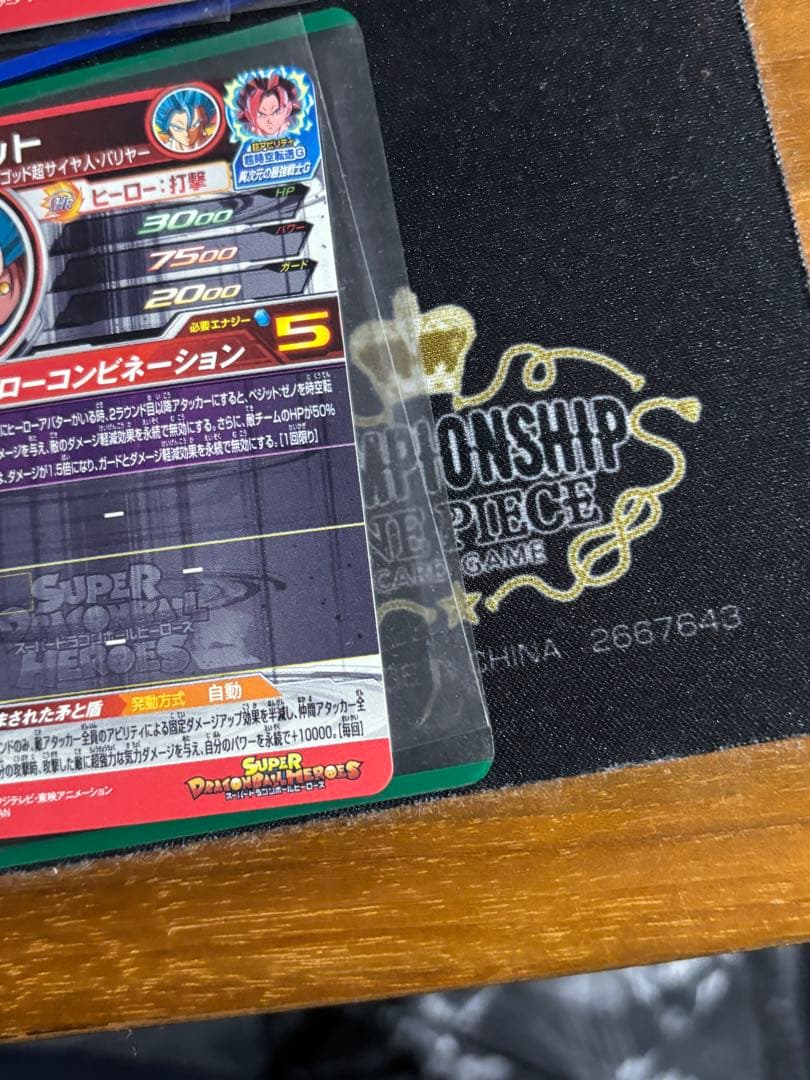 ット
ゴッド超サイヤ人・バリヤー
超アビリティ
超時空転送G
異次元の最強戦士G
HR ヒーロー：打撃
HP
3000
パワー
7500
ガード
2000
必要エナジー 5
ローコンビネーション
にヒーローアバターがいる時、2ラウンド目以降アタッカーにすると、ベジット:ゼノを時空転
メージを与え、敵のダメージ軽減効果を永続で無効にする。さらに、敵チームのHPが50%
は、ダメージが1.5倍になり、ガードとダメージ軽減効果を永続で無効にする。[1回限り]
SUPER
DRAGONBALL
スーパードラゴンボールヒーローズ
HEROES
まされた矛と盾 発動方式 自動
ンドのみ、敵アタッカー全員のアビリティによる固定ダメージアップ効果を半減し、仲間アタッカー全
分の攻撃時、攻撃した敵に超強力な気力ダメージを与え、自分のパワーを永続で+10000。[毎回]
SUPER
DRAGONBALL HEROES
スーパードラゴンボールヒーローズ
フジテレビ・東映アニメーション
AN
MPIONSHIP
NE PIECE
CARD GAME
CHINA 2667643